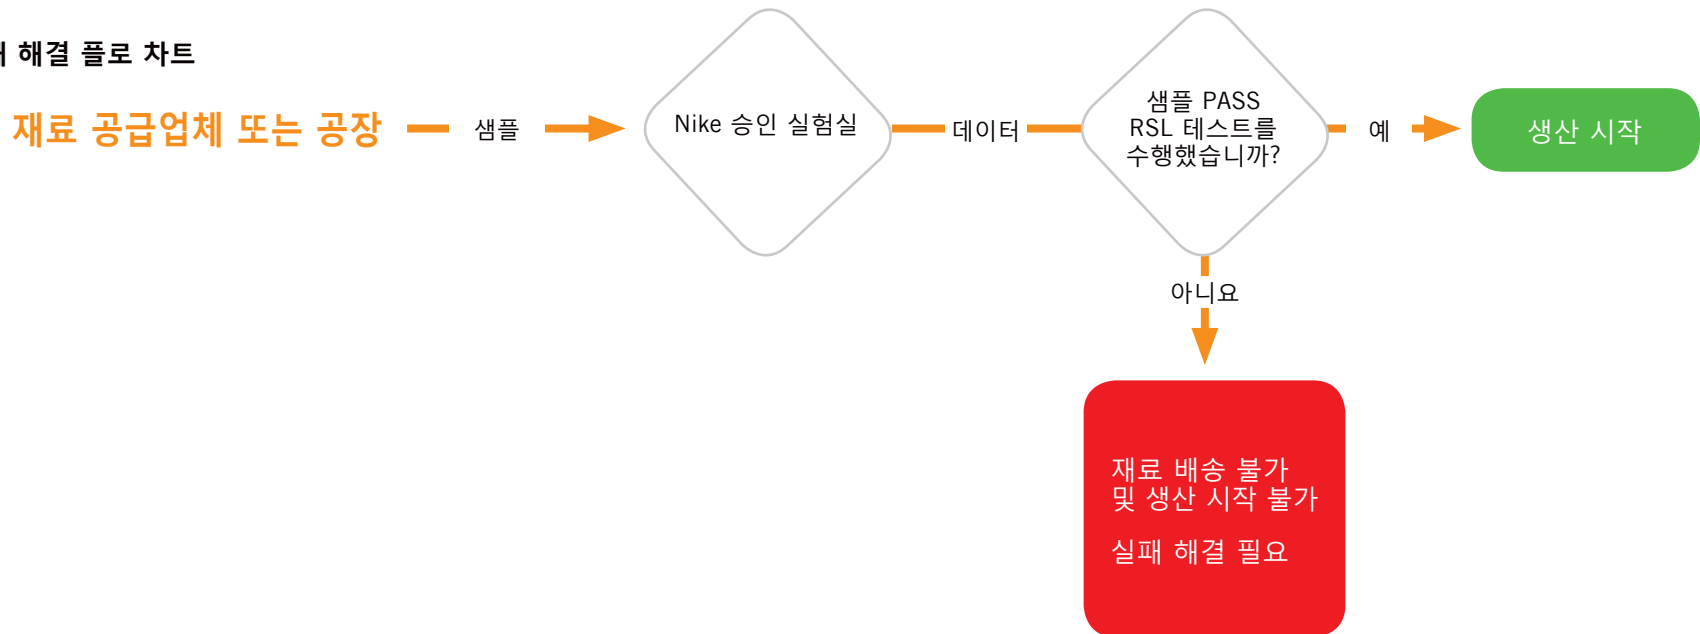 해결 플로 차트
재료 공급업체 또는 공장
샘플
Nike 승인 실험실
데이터
샘플 PASS
RSL 테스트를
수행했습니까?
예
생산 시작
아니요
재료 배송 불가
및 생산 시작 불가
실패 해결 필요